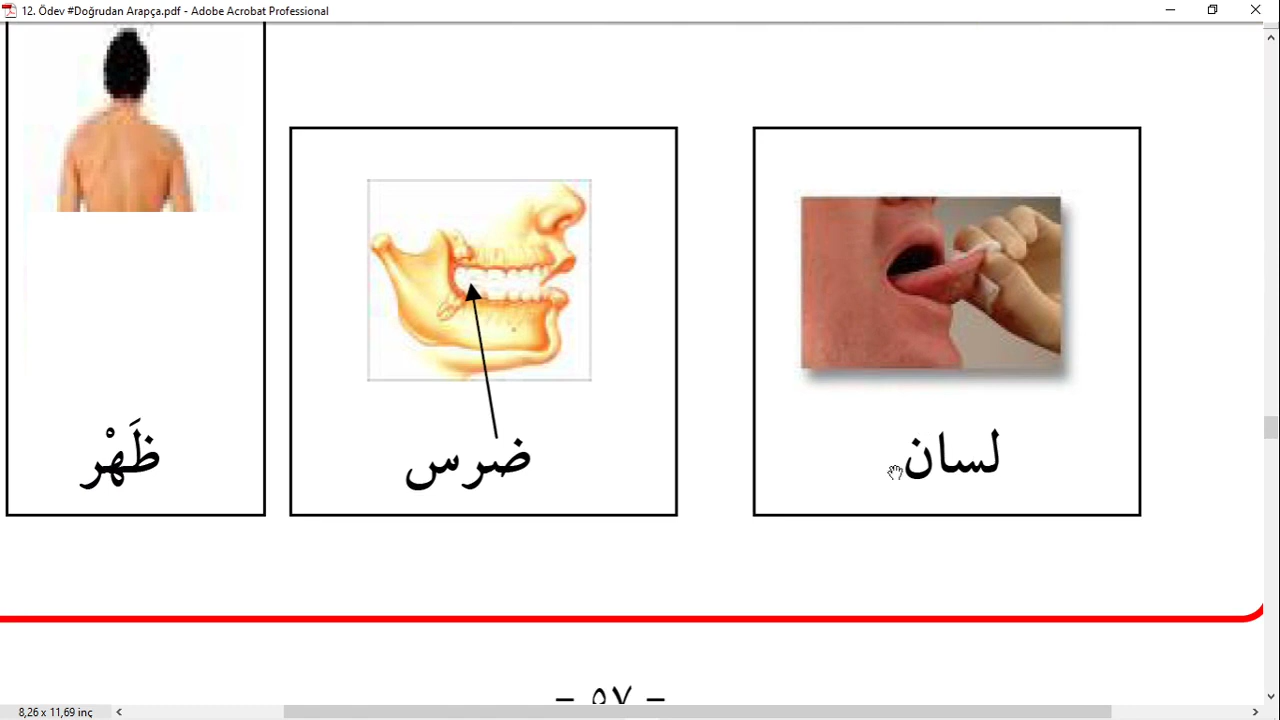 12. Ödev #Doğrudan Arapça.pdf - Adobe Acrobat Professional
لسان
ضرس
ظَهْر
- ٥٧ -
8,26 x 11,69 inç